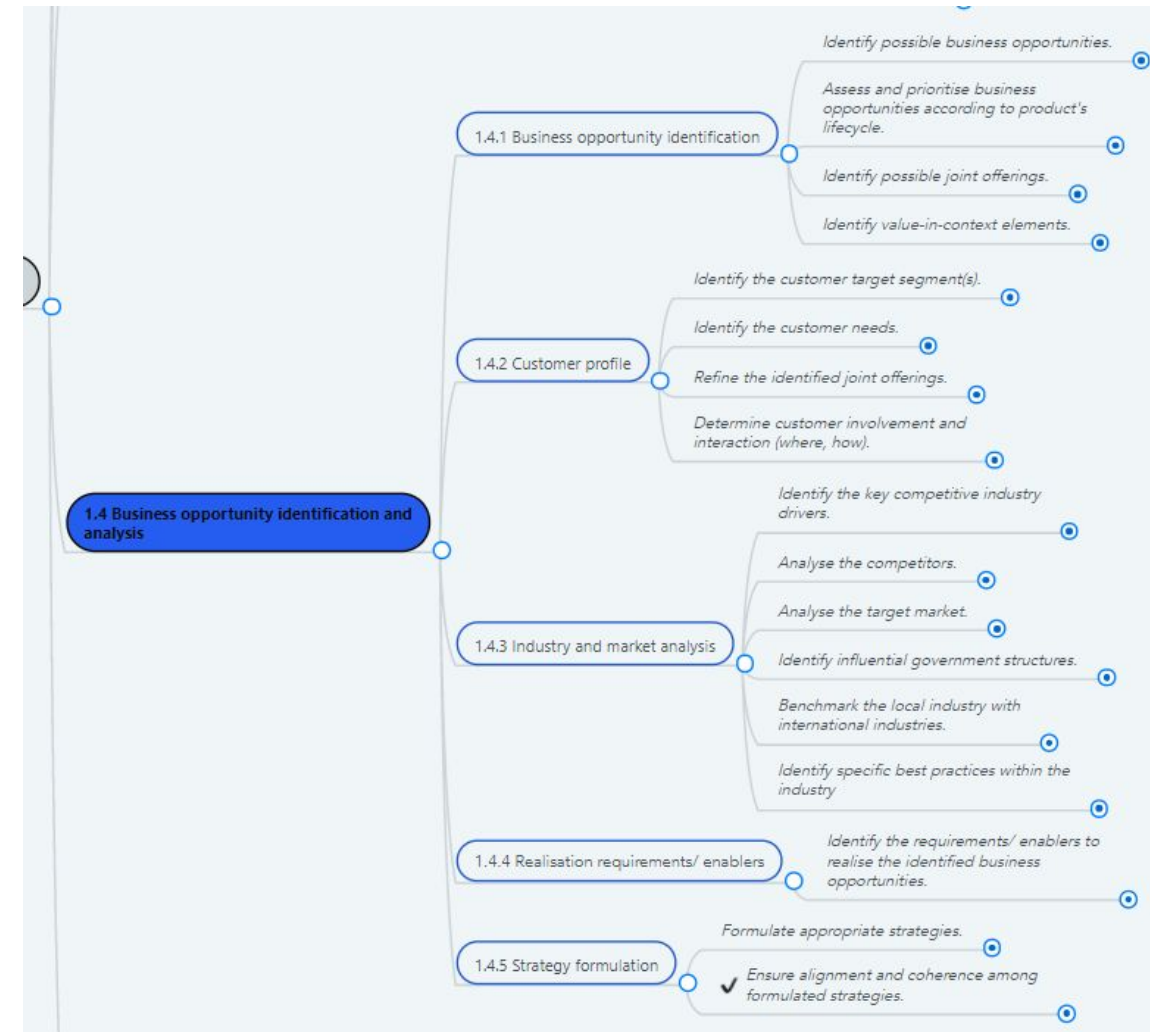 Identify possible business opportunities.
Assess and prioritise business
opportunities according to product's
lifecycle.
1.4.1 Business opportunity identification
Identify possible joint offerings.
Identify value-in-context elements.
Identify the customer target segment(s).
Identify the customer needs.
1.4.2 Customer profile
Refine the identified joint offerings.
Determine customer involvement and
interaction (where, how).
1.4 Business opportunity identification and
analysis
Identify the key competitive industry
drivers.
Analyse the competitors.
Analyse the target market.
1.4.3 Industry and market analysis
Identify influential government structures.
Benchmark the local industry with
international industries.
Identify specific best practices within the
industry
1.4.4 Realisation requirements/ enablers
Identify the requirements/ enablers to
realise the identified business
opportunities.
Formulate appropriate strategies.
1.4.5 Strategy formulation
Ensure alignment and coherence among
formulated strategies.